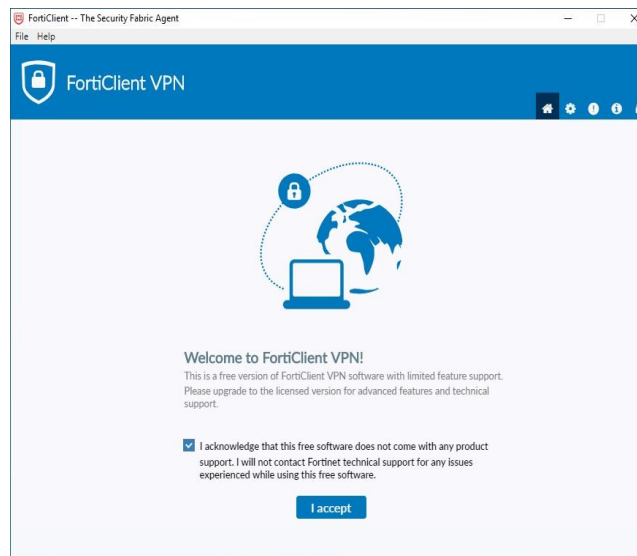 FortiClient -- The Security Fabric Agent
File Help
FortiClient VPN
Welcome to FortiClient VPN!
This is a free version of FortiClient VPN software with limited feature support.
Please upgrade to the licensed version for advanced features and technical
support.
I acknowledge that this free software does not come with any product
support. I will not contact Fortinet technical support for any issues
experienced while using this free software.
I accept